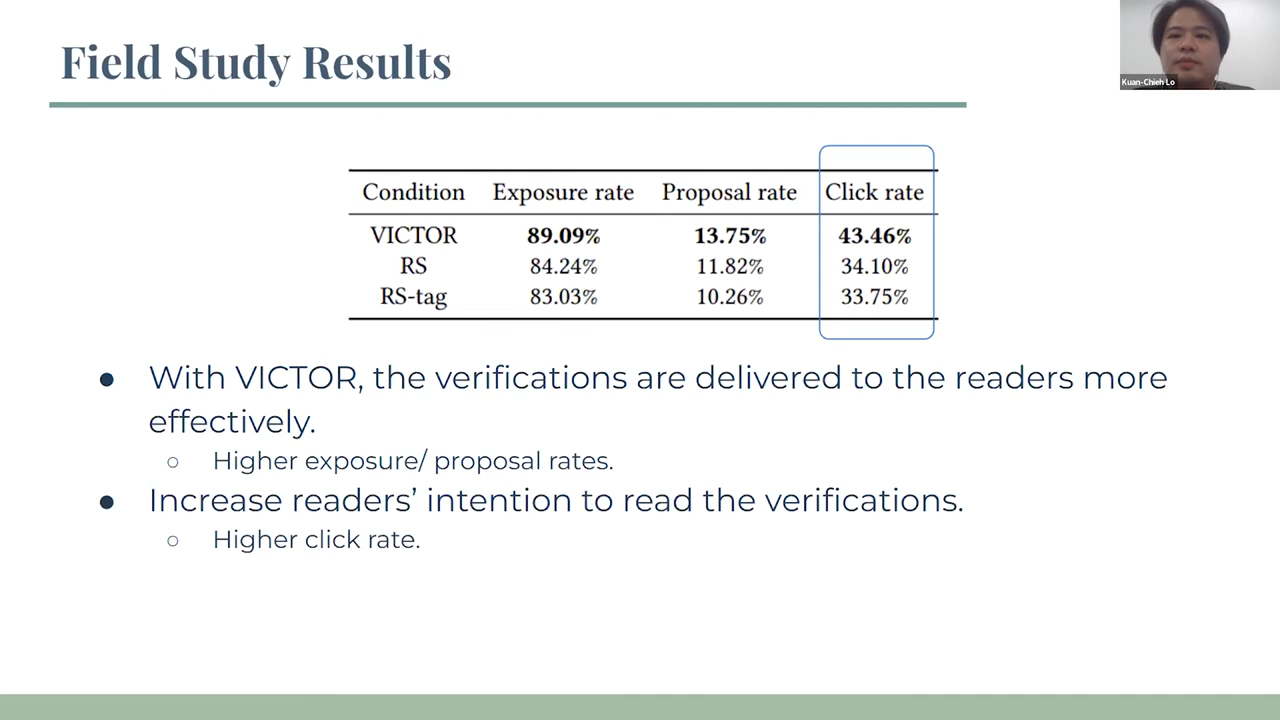 Field Study Results
Kuan-Chieh Lo
Condition Exposure rate Proposal rate Click rate
VICTOR 89.09% 13.75% 43.46%
RS 84.24% 11.82% 34.10%
RS-tag 83.03% 10.26% 33.75%
● With VICTOR, the verifications are delivered to the readers more
effectively.
○ Higher exposure/ proposal rates.
● Increase readers’ intention to read the verifications.
○ Higher click rate.